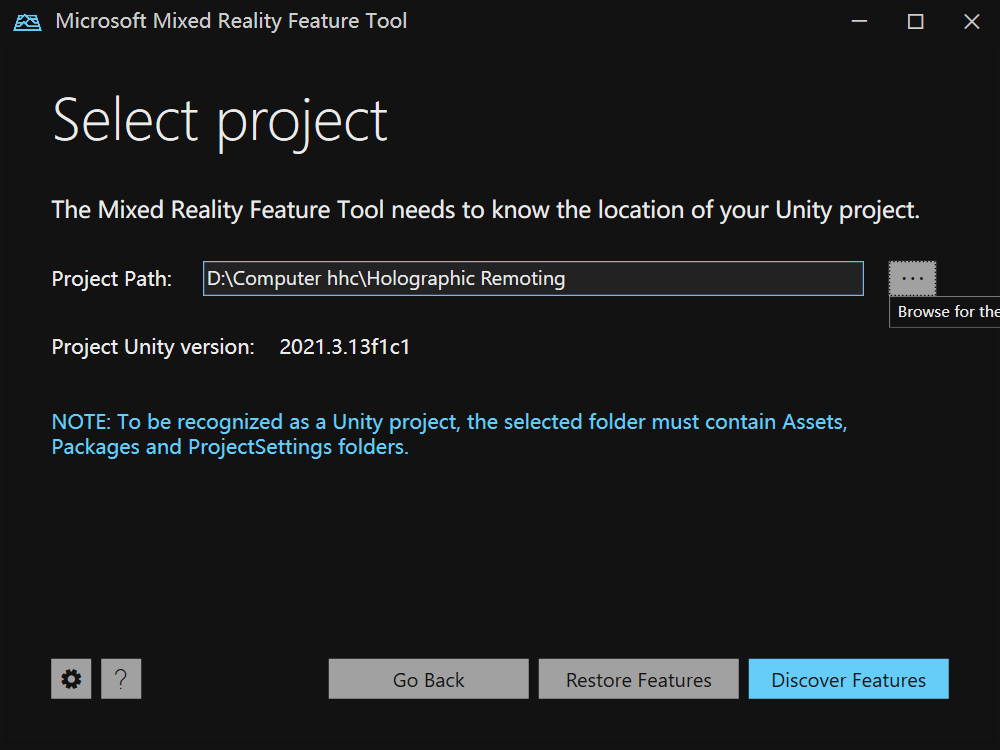 Microsoft Mixed Reality Feature Tool
Select project
The Mixed Reality Feature Tool needs to know the location of your Unity project.
Project Path: D:\Computer hhc\Holographic Remoting ...
Browse for the
Project Unity version: 2021.3.13f1c1
NOTE: To be recognized as a Unity project, the selected folder must contain Assets,
Packages and ProjectSettings folders.
? Go Back Restore Features Discover Features